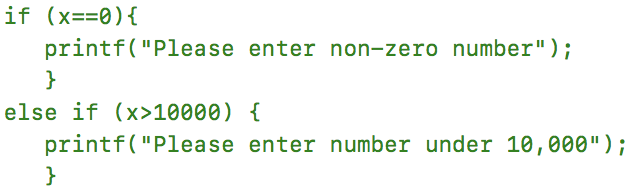 if (x==0){
   printf("Please enter non-zero number");
   }
else if (x>10000) {
   printf("Please enter number under 10,000");
   }